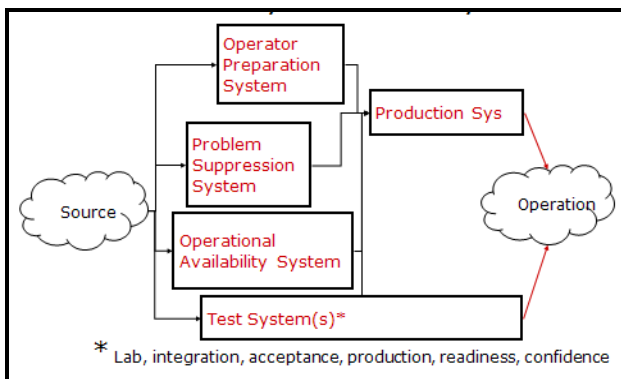 Operator
Preparation
System
Production Sys
Problem
Suppression
System
Source
Operation
Operational
Availability System
Test System(s)*
* Lab, integration, acceptance, production, readiness, confidence